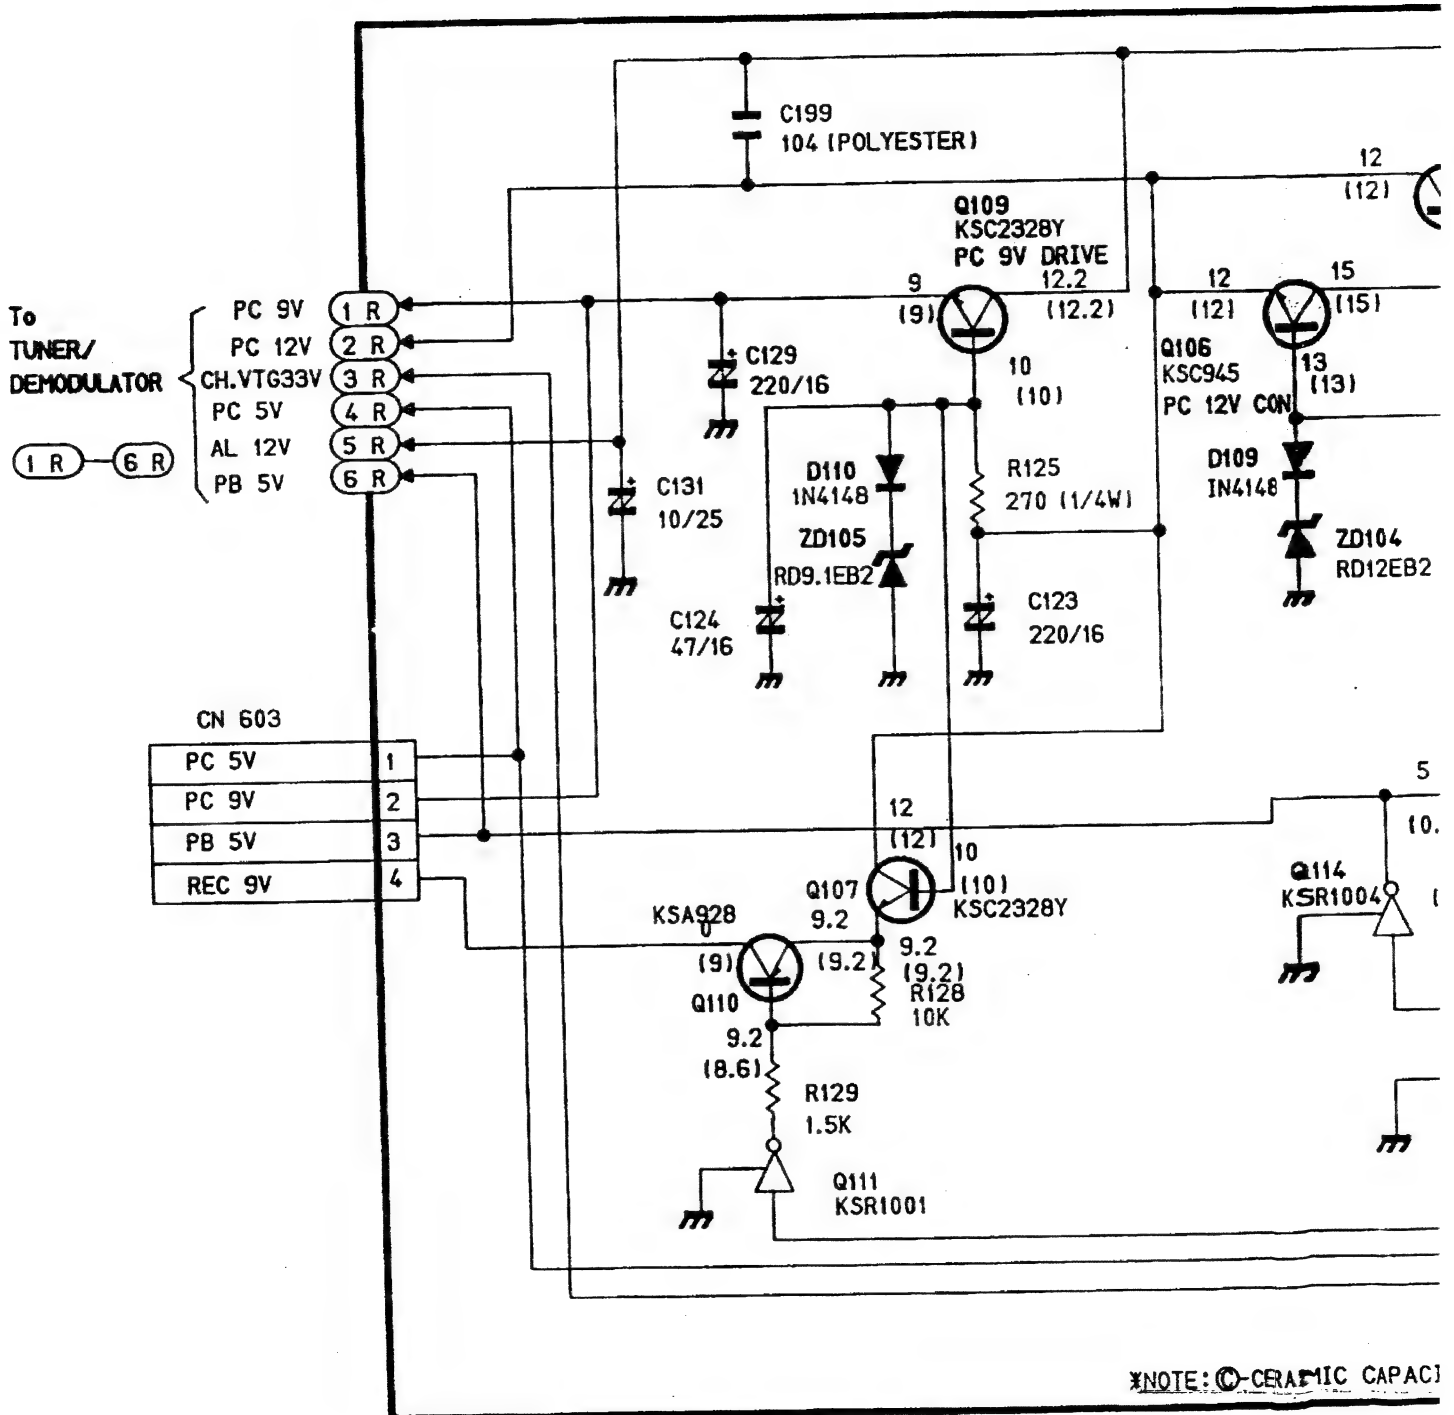 C199
104 (POLYESTER)
12
(12)
Q109
KSC2328Y
PC 9V DRIVE
9
(9)
12.2
(12.2)
12
(12)
15
(15)
To
TUNER/
DEMODULATOR
PC 9V
1 R
PC 12V
2 R
CH.VTG33V
3 R
PC 5V
4 R
AL 12V
5 R
PB 5V
6 R
1 R
6 R
C129
220/16
10
(10)
Q106
KSC945
PC 12V CON
13
(13)
C131
10/25
D110
1N4148
ZD105
RD9.1EB2
R125
270 (1/4W)
D109
IN4148
ZD104
RD12EB2
C124
47/16
C123
220/16
CN 603
PC 5V
1
PC 9V
2
PB 5V
3
REC 9V
4
5
12
(12)
10
(10)
Q107
KSC2328Y
Q114
KSR1004
(0.
(
KSA928
0
(9)
9.2
(9.2)
9.2
(9.2)
Q110
R128
10K
9.2
(8.6)
R129
1.5K
Q111
KSR1001
*NOTE: Ⓒ-CERAMIC CAPACI